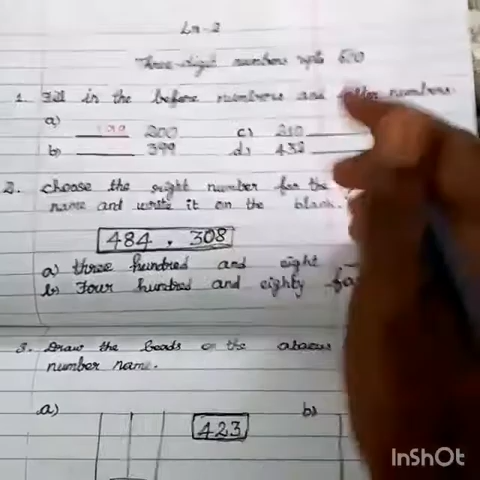 Ln-2
Three-digit numbers upto 500
1. Fill in the before numbers and after numbers.
a) 199 200 c) 210
b) 399 d) 432
2. choose the right number for the
name and write it on the blank.
484, 308
a) three hundred and eight
b) Four hundred and eighty
3. Draw the beads on the abacus
number name.
a) b)
423
InShOt